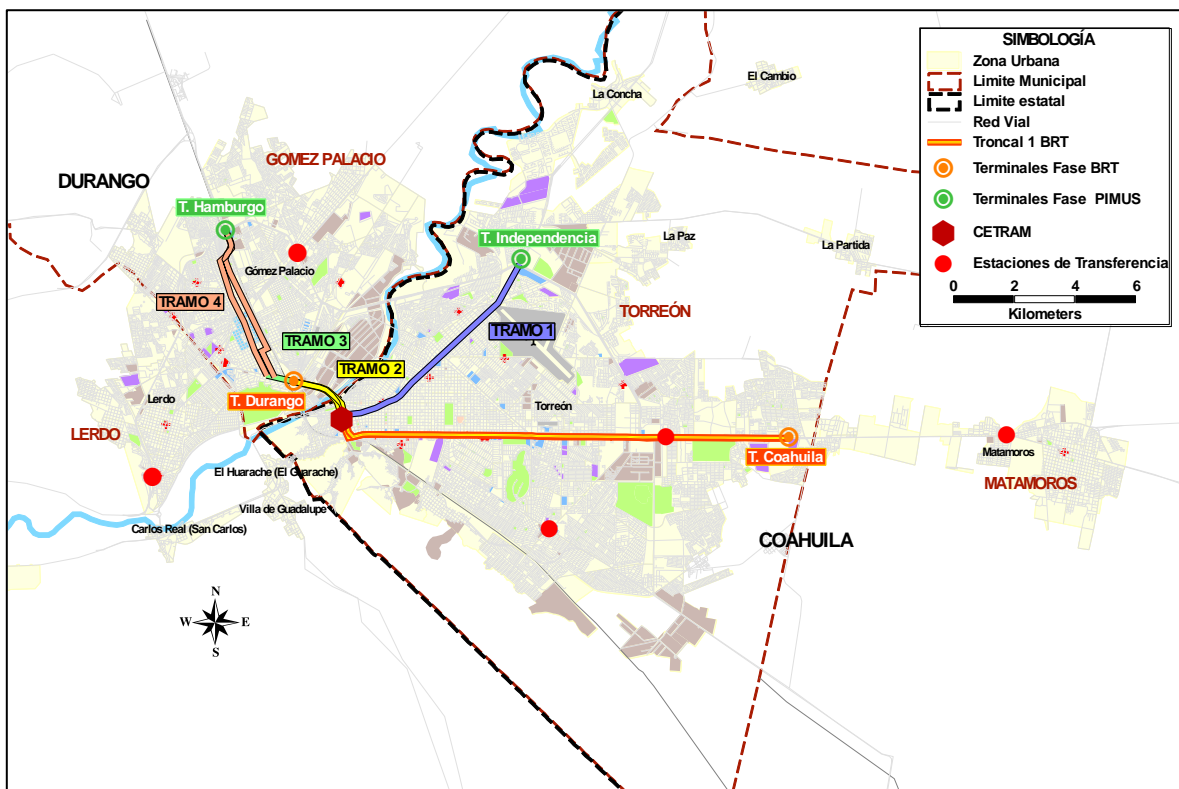 SIMBOLOGÍA
Zona Urbana
Limite Municipal
Limite estatal
Red Vial
Troncal 1 BRT
Terminales Fase BRT
Terminales Fase PIMUS
CETRAM
Estaciones de Transferencia
0 2 4 6
Kilometers
La Concha
El Cambio
GOMEZ PALACIO
DURANGO
T. Hamburgo
T. Independencia
La Paz
La Partida
Gómez Palacio
TRAMO 4
TORREÓN
TRAMO 1
TRAMO 3
TRAMO 2
Lerdo
T. Durango
Torreón
LERDO
T. Coahuila
Matamoros
El Huarache (El Guarache)
MATAMOROS
Villa de Guadalupe
Carlos Real (San Carlos)
COAHUILA
N
W E
S